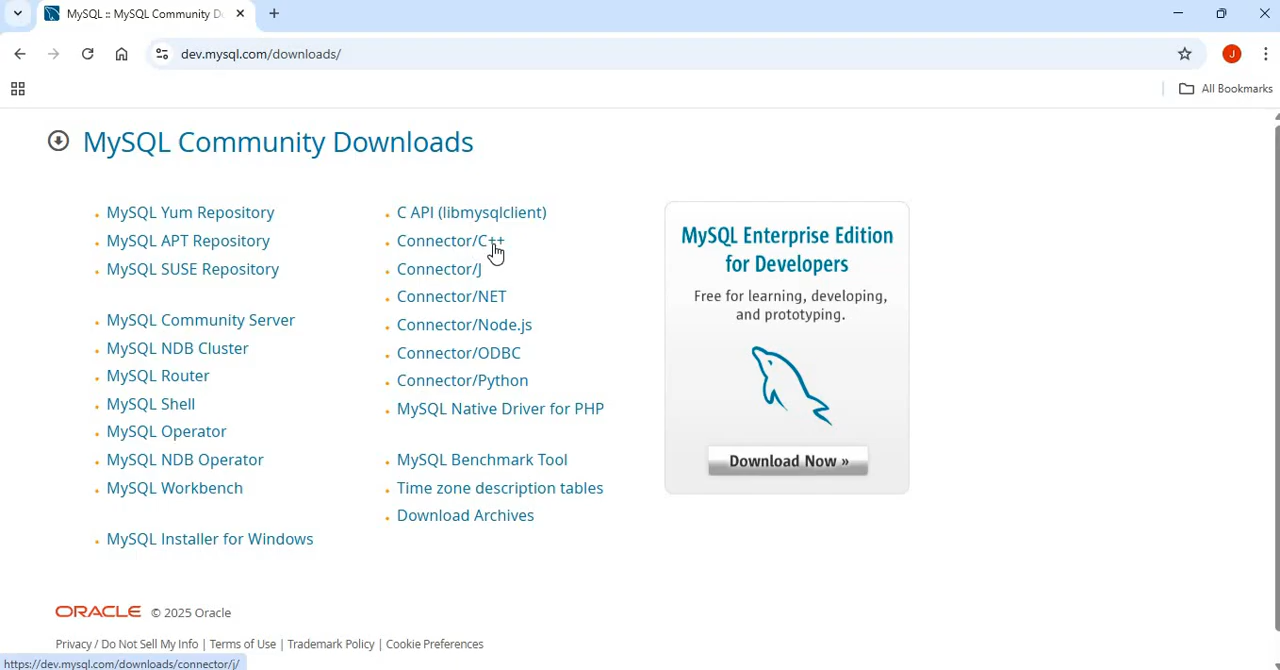 MySQL :: MySQL Community D
dev.mysql.com/downloads/
J
All Bookmarks
MySQL Community Downloads
MySQL Yum Repository
MySQL APT Repository
MySQL SUSE Repository
MySQL Community Server
MySQL NDB Cluster
MySQL Router
MySQL Shell
MySQL Operator
MySQL NDB Operator
MySQL Workbench
MySQL Installer for Windows
C API (libmysqlclient)
Connector/C++
Connector/J
Connector/NET
Connector/Node.js
Connector/ODBC
Connector/Python
MySQL Native Driver for PHP
MySQL Benchmark Tool
Time zone description tables
Download Archives
MySQL Enterprise Edition
for Developers
Free for learning, developing,
and prototyping.
Download Now »
ORACLE © 2025 Oracle
Privacy / Do Not Sell My Info | Terms of Use | Trademark Policy | Cookie Preferences
https://dev.mysql.com/downloads/connector/j/